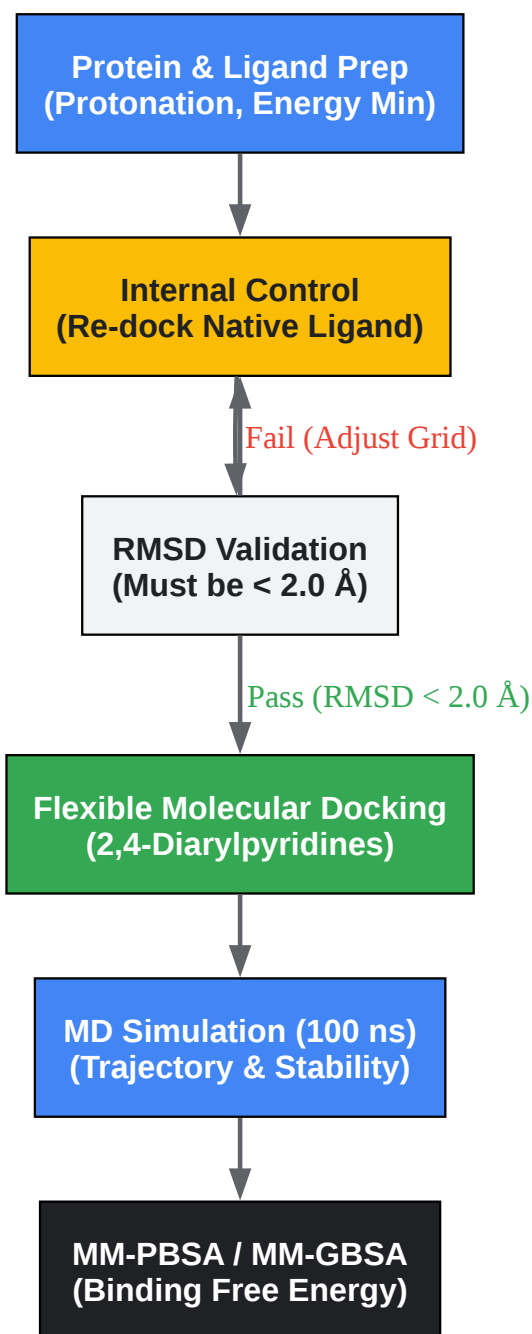 Protein & Ligand Prep
(Protonation, Energy Min)
Internal Control
(Re-dock Native Ligand)
Fail (Adjust Grid)
RMSD Validation
(Must be < 2.0 Å)
Pass (RMSD < 2.0 Å)
Flexible Molecular Docking
(2,4-Diarylpyridines)
MD Simulation (100 ns)
(Trajectory & Stability)
MM-PBSA / MM-GBSA
(Binding Free Energy)